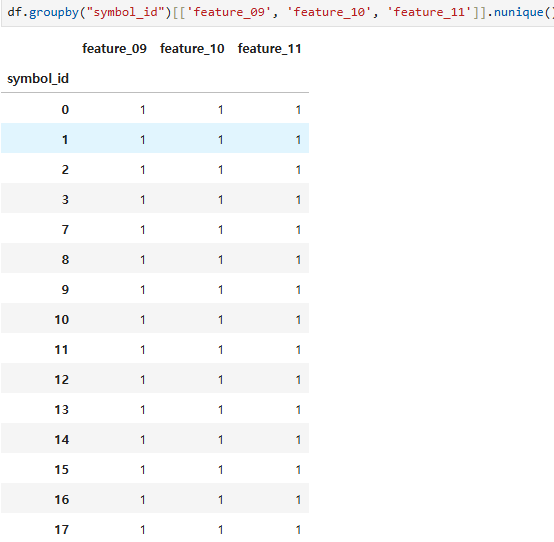 df.groupby("symbol_id")[['feature_09', 'feature_10', 'feature_11']].nunique()
feature_09 feature_10 feature_11
symbol_id
0 1 1 1
1 1 1 1
2 1 1 1
3 1 1 1
7 1 1 1
8 1 1 1
9 1 1 1
10 1 1 1
11 1 1 1
12 1 1 1
13 1 1 1
14 1 1 1
15 1 1 1
16 1 1 1
17 1 1 1